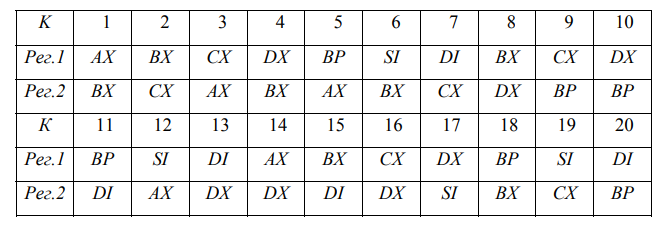 К 1 2 3 4 5 6 7 8 9 10
Рег.1 AX BX CX DX BP SI DI BX CX DX
Рег.2 BX CX AX BX AX BX CX DX BP BP
К 11 12 13 14 15 16 17 18 19 20
Рег.1 BP SI DI AX BX CX DX BP SI DI
Рег.2 DI AX DX DX DI DX SI BX CX BP